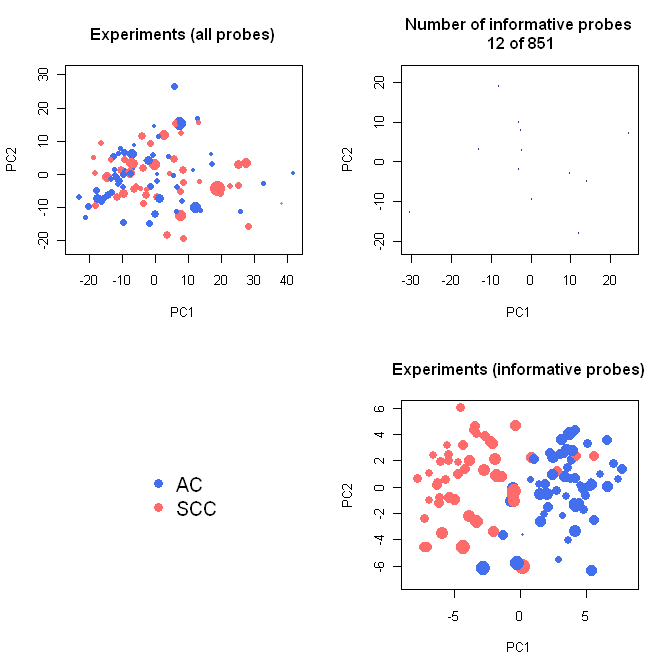 Experiments (all probes)
PC2
30
20
10
0
-10
-20
-20
-10
0
10
20
30
40
PC1
Number of informative probes
12 of 851
PC2
20
10
0
-10
-20
-30
-20
-10
0
10
20
PC1
AC
SCC
Experiments (informative probes)
PC2
6
4
2
0
-2
-4
-6
-5
0
5
PC1